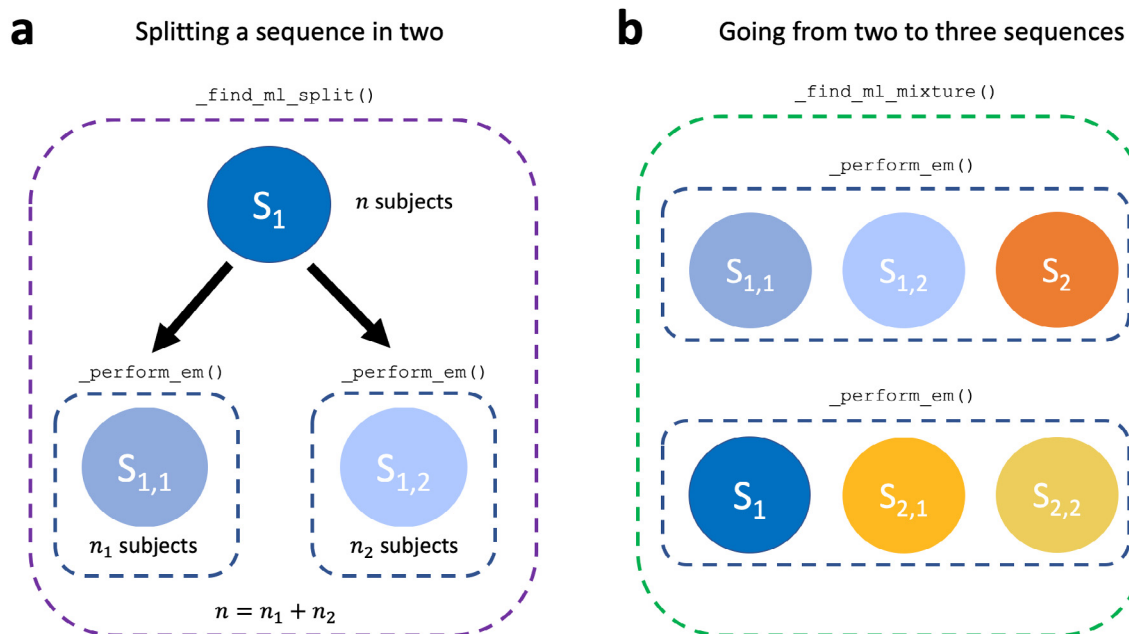 a
Splitting a sequence in two
_find_ml_split()
S₁
n subjects
_perform_em()
_perform_em()
S₁,₁
S₁,₂
n₁ subjects
n₂ subjects
n = n₁ + n₂
b
Going from two to three sequences
_find_ml_mixture()
_perform_em()
S₁,₁
S₁,₂
S₂
_perform_em()
S₁
S₂,₁
S₂,₂